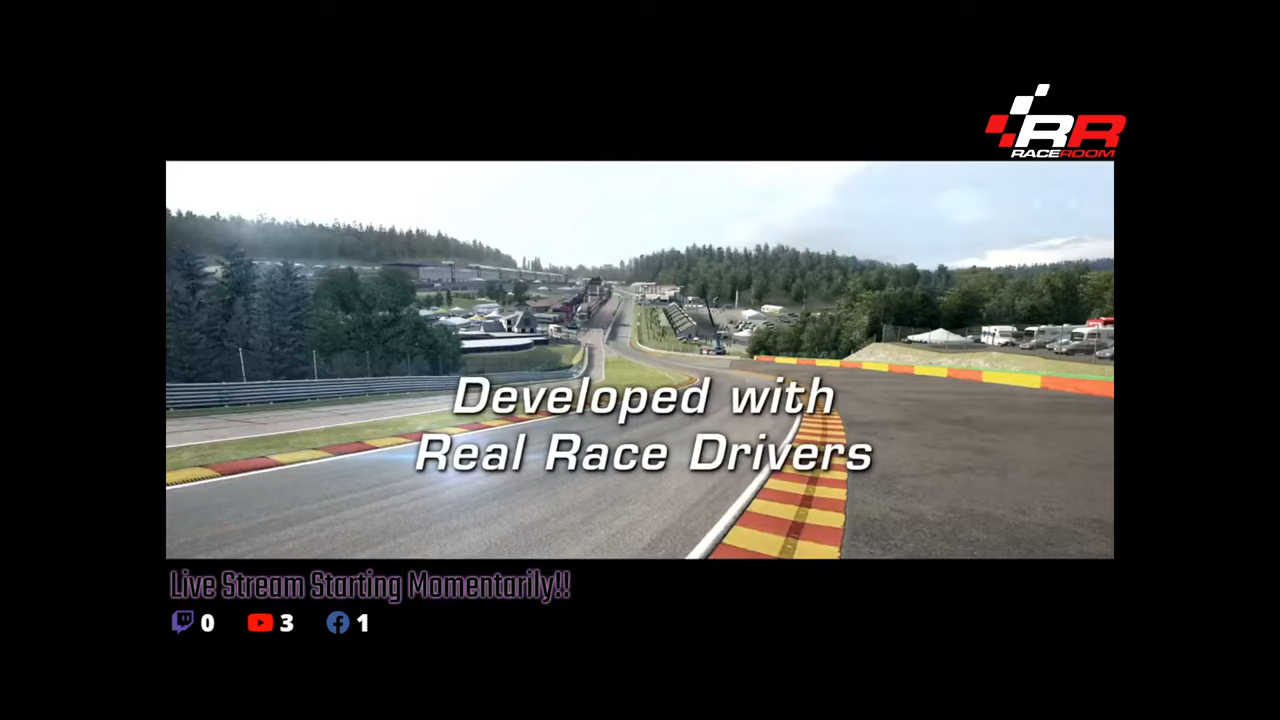 RR
RACEROOM
Developed with
Real Race Drivers
Live Stream Starting Momentarily!!
0 3 1